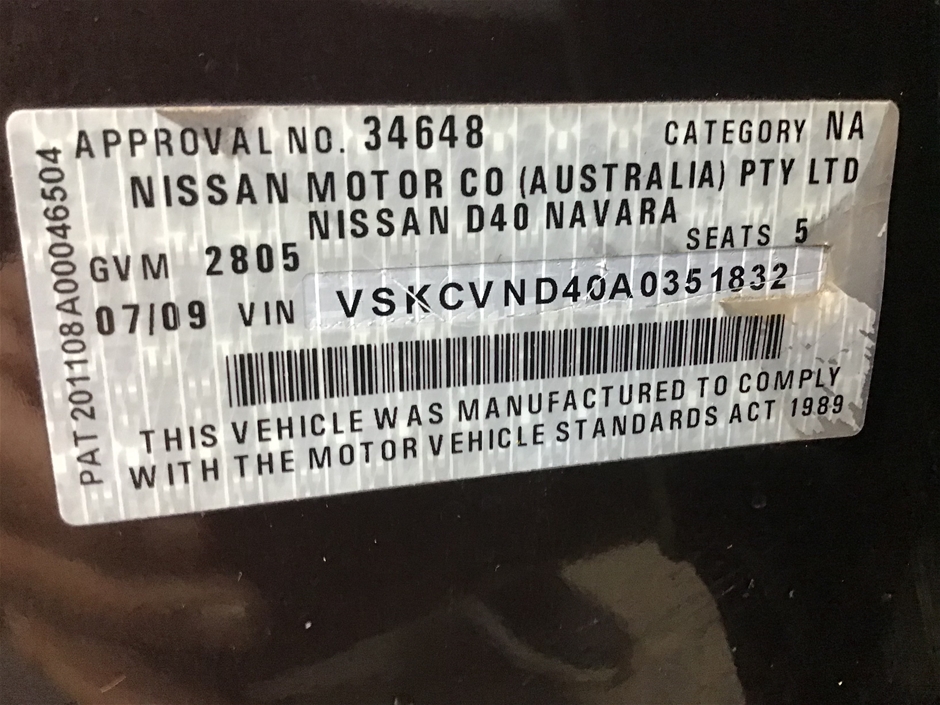 APPROVAL NO. 34648 CATEGORY NA
NISSAN MOTOR CO (AUSTRALIA) PTY LTD
NISSAN D40 NAVARA
GVM 2805 SEATS 5
07/09 VIN VSKCVND40A0351832
THIS VEHICLE WAS MANUFACTURED TO COMPLY
WITH THE MOTOR VEHICLE STANDARDS ACT 1989
PAT 201108A00046504